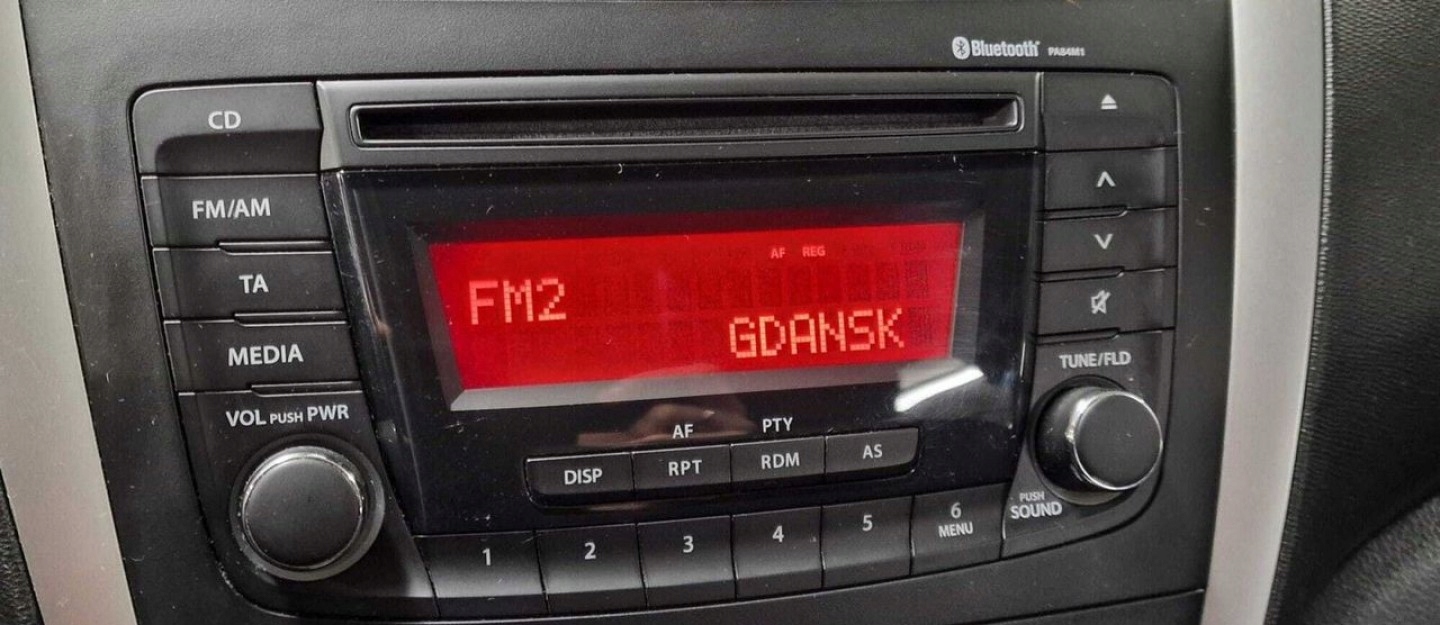 Bluetooth PA84M1
CD
FM/AM
TA
MEDIA
VOL PUSH PWR
AF REG
FM2
GDANSK
TUNE/FLD
AF PTY
DISP RPT RDM AS
PUSH
SOUND
1 2 3 4 5 6
MENU